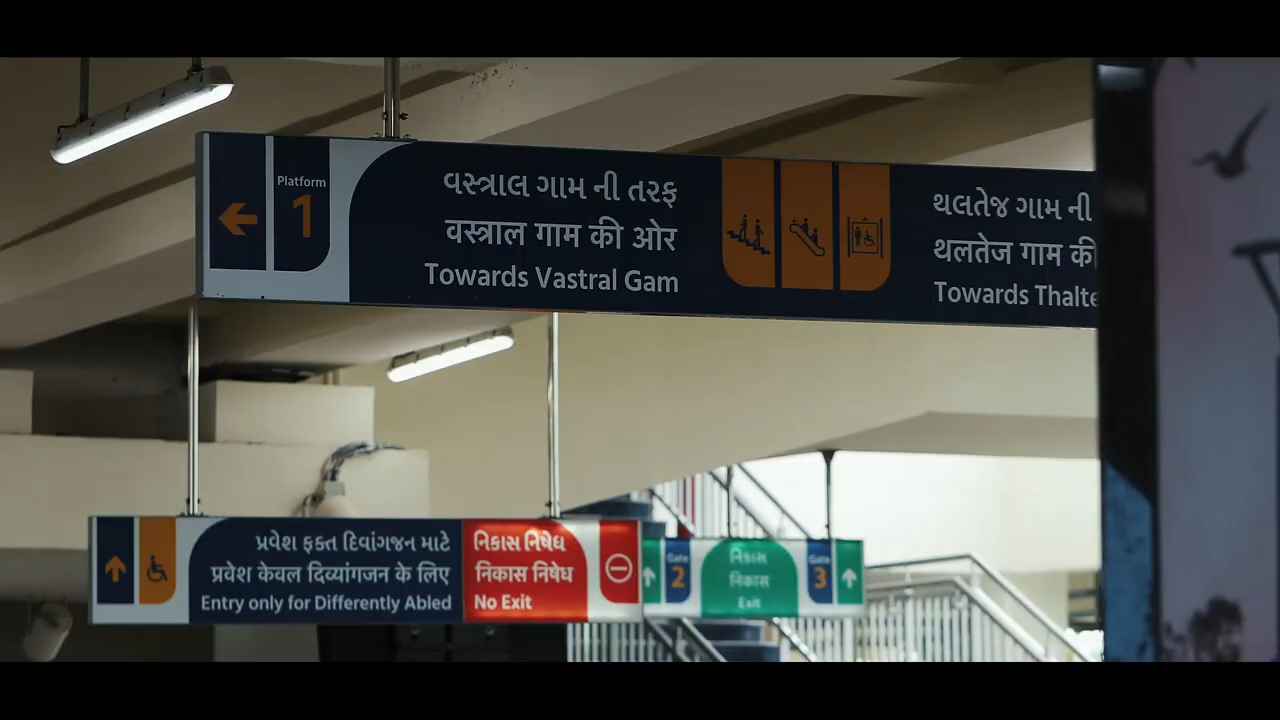 Platform
1
વસ્ત્રાલ ગામ ની તરફ
वस्त्राल गाम की ओर
Towards Vastral Gam
થલતેજ ગામ ની
थलतेज गाम की
Towards Thalte
પ્રવેશ ફક્ત દિવાંગજન માટે
प्रवेश केवल दिव्यांगजन के लिए
Entry only for Differently Abled
નિકાસ નિષેધ
निकास निषेध
No Exit
Gate
2
નિકાસ
निकास
Exit
Gate
3